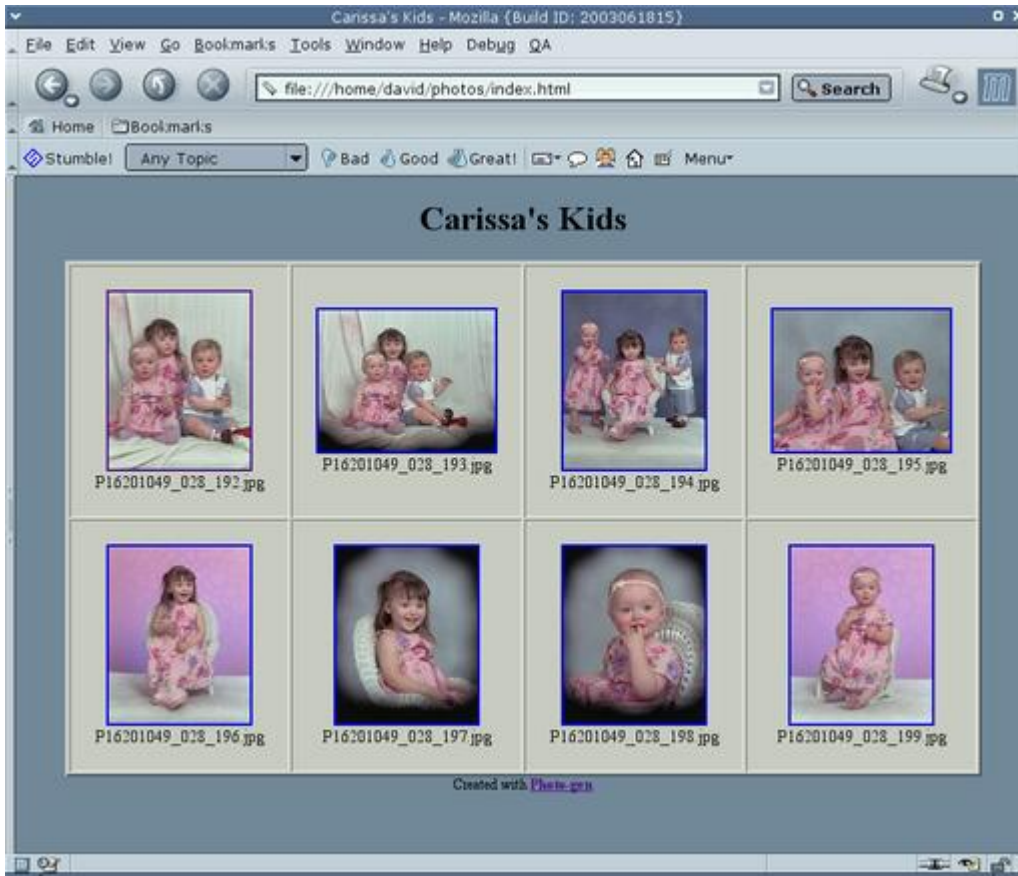 Carissa's Kids - Mozilla {Build ID: 2003061815}
File Edit View Go Bookmarks Tools Window Help Debug QA
file:///home/david/photos/index.html Search
Home Bookmarks
Stumble! Any Topic Bad Good Great! Menu
Carissa's Kids
P16201049_028_192.jpg P16201049_028_193.jpg P16201049_028_194.jpg P16201049_028_195.jpg
P16201049_028_196.jpg P16201049_028_197.jpg P16201049_028_198.jpg P16201049_028_199.jpg
Created with Photo-gen